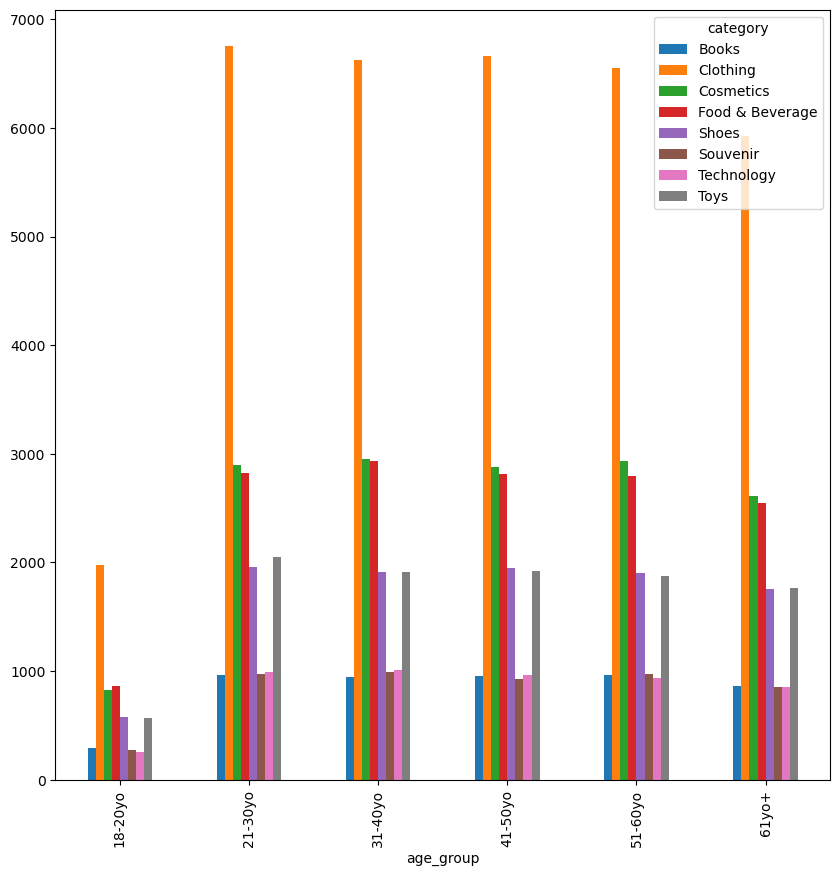 7000
6000
5000
4000
3000
2000
1000
0
category
Books
Clothing
Cosmetics
Food & Beverage
Shoes
Souvenir
Technology
Toys
18-20yo
21-30yo
31-40yo
41-50yo
51-60yo
61yo+
age_group